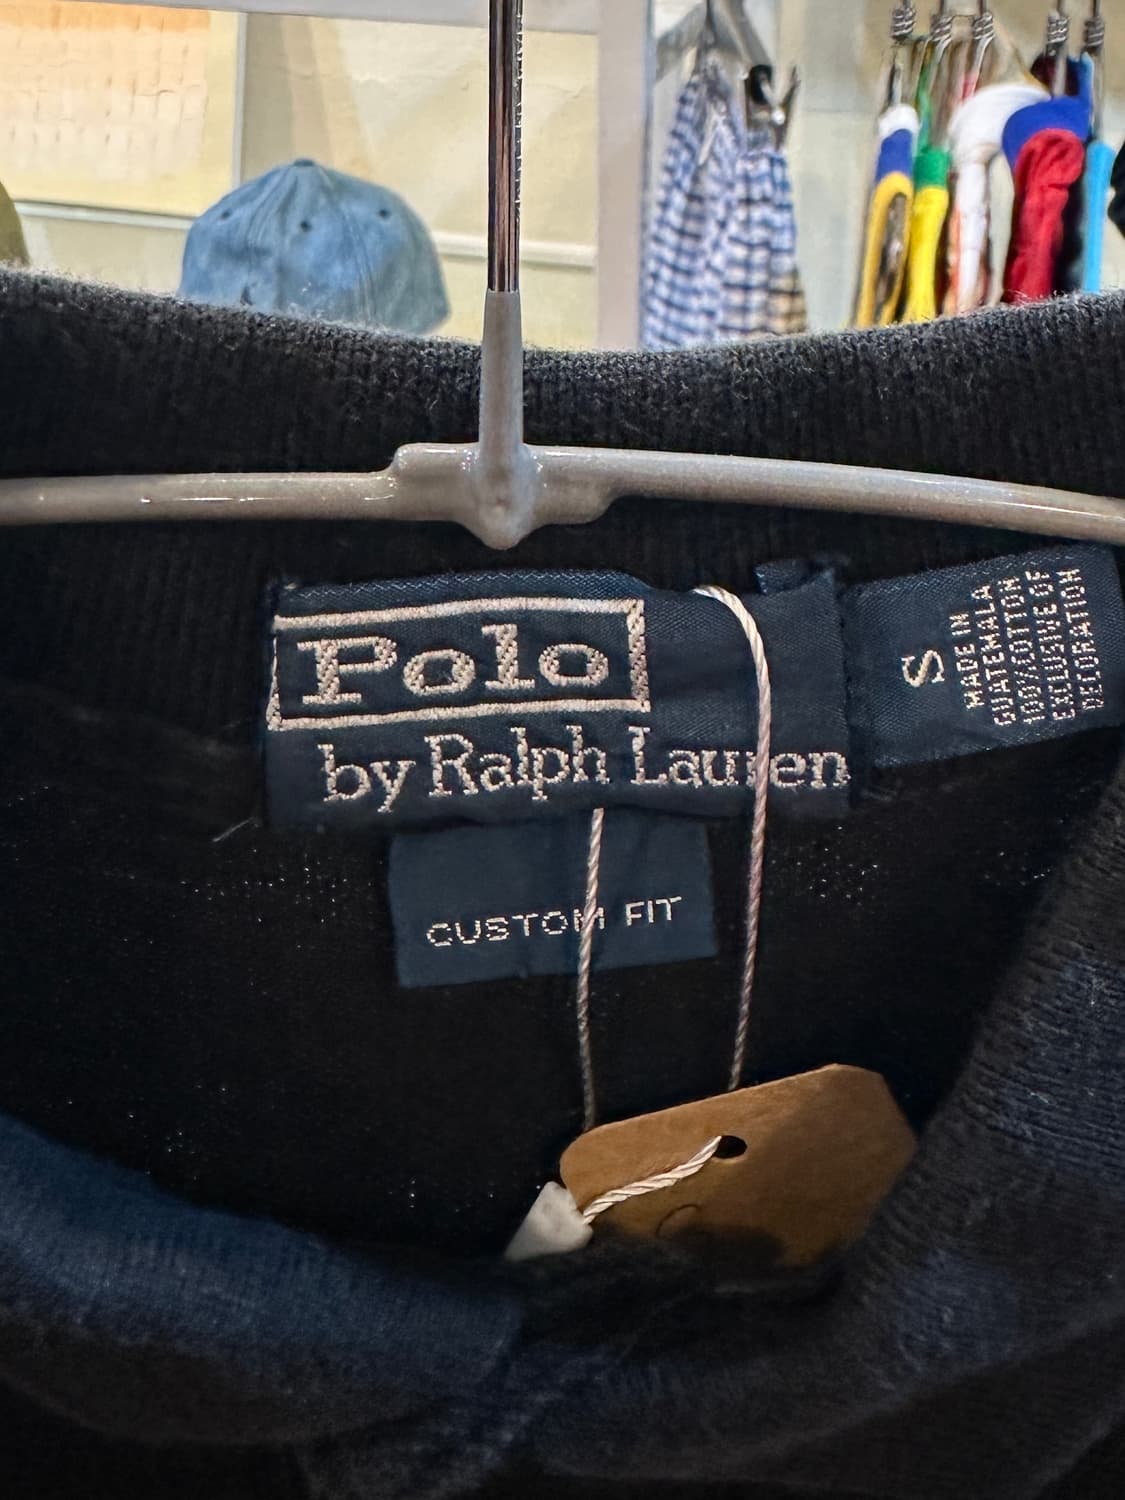 Polo
by Ralph Lauren
CUSTOM FIT
S
MADE IN
GUATEMALA
100% COTTON
EXCLUSIVE OF
DECORATION